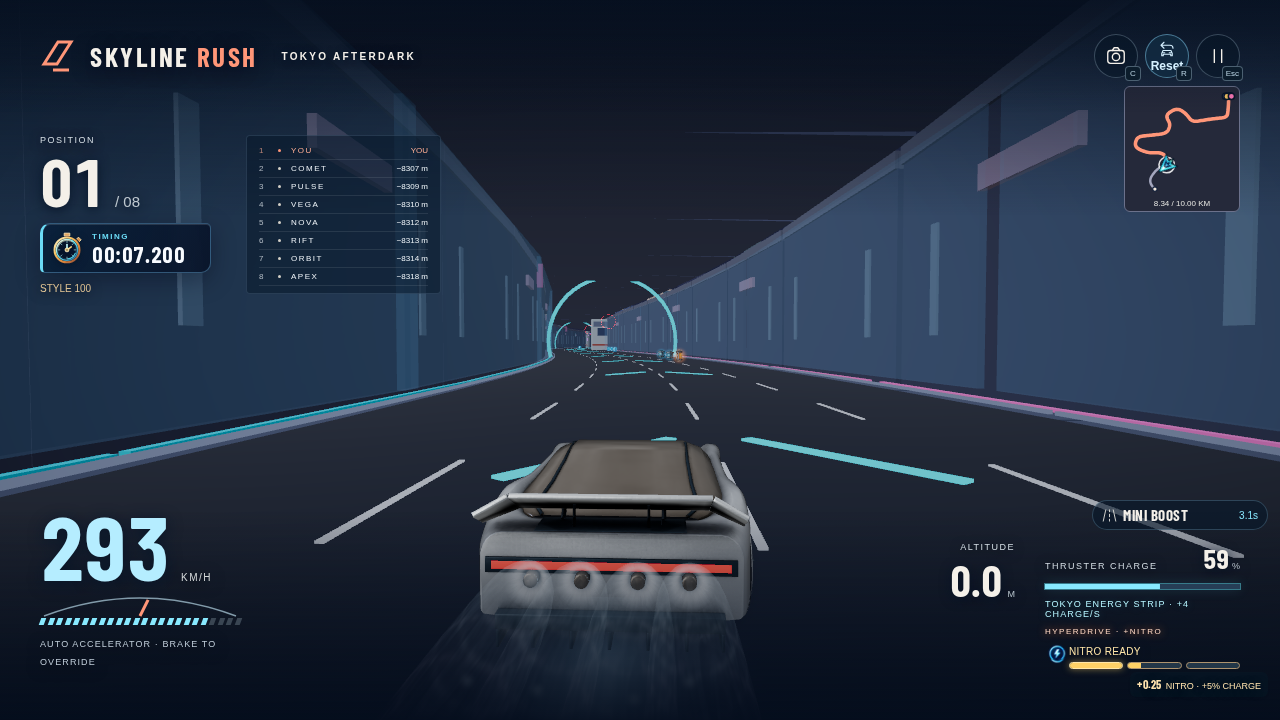 SKYLINE RUSH
TOKYO AFTERDARK
C
Reset
R
Esc
POSITION
01 / 08
TIMING
00:07.200
STYLE 100
1 • YOU YOU
2 • COMET −8307 m
3 • PULSE −8309 m
4 • VEGA −8310 m
5 • NOVA −8312 m
6 • RIFT −8313 m
7 • ORBIT −8314 m
8 • APEX −8318 m
8.34 / 10.00 KM
293 KM/H
AUTO ACCELERATOR · BRAKE TO
OVERRIDE
MINI BOOST 3.1s
ALTITUDE
0.0 M
THRUSTER CHARGE 59 %
TOKYO ENERGY STRIP · +4
CHARGE/S
HYPERDRIVE · +NITRO
NITRO READY
+0.25 NITRO · +5% CHARGE